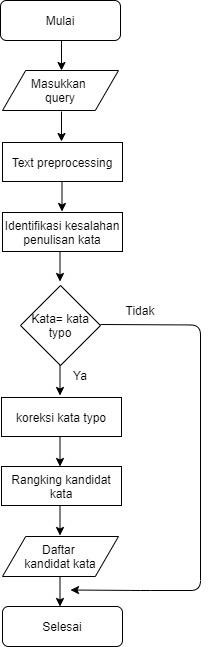 Mulai
Masukkan
query
Text preprocessing
Identifikasi kesalahan
penulisan kata
Kata= kata
typo
Tidak
Ya
koreksi kata typo
Rangking kandidat
kata
Daftar
kandidat kata
Selesai